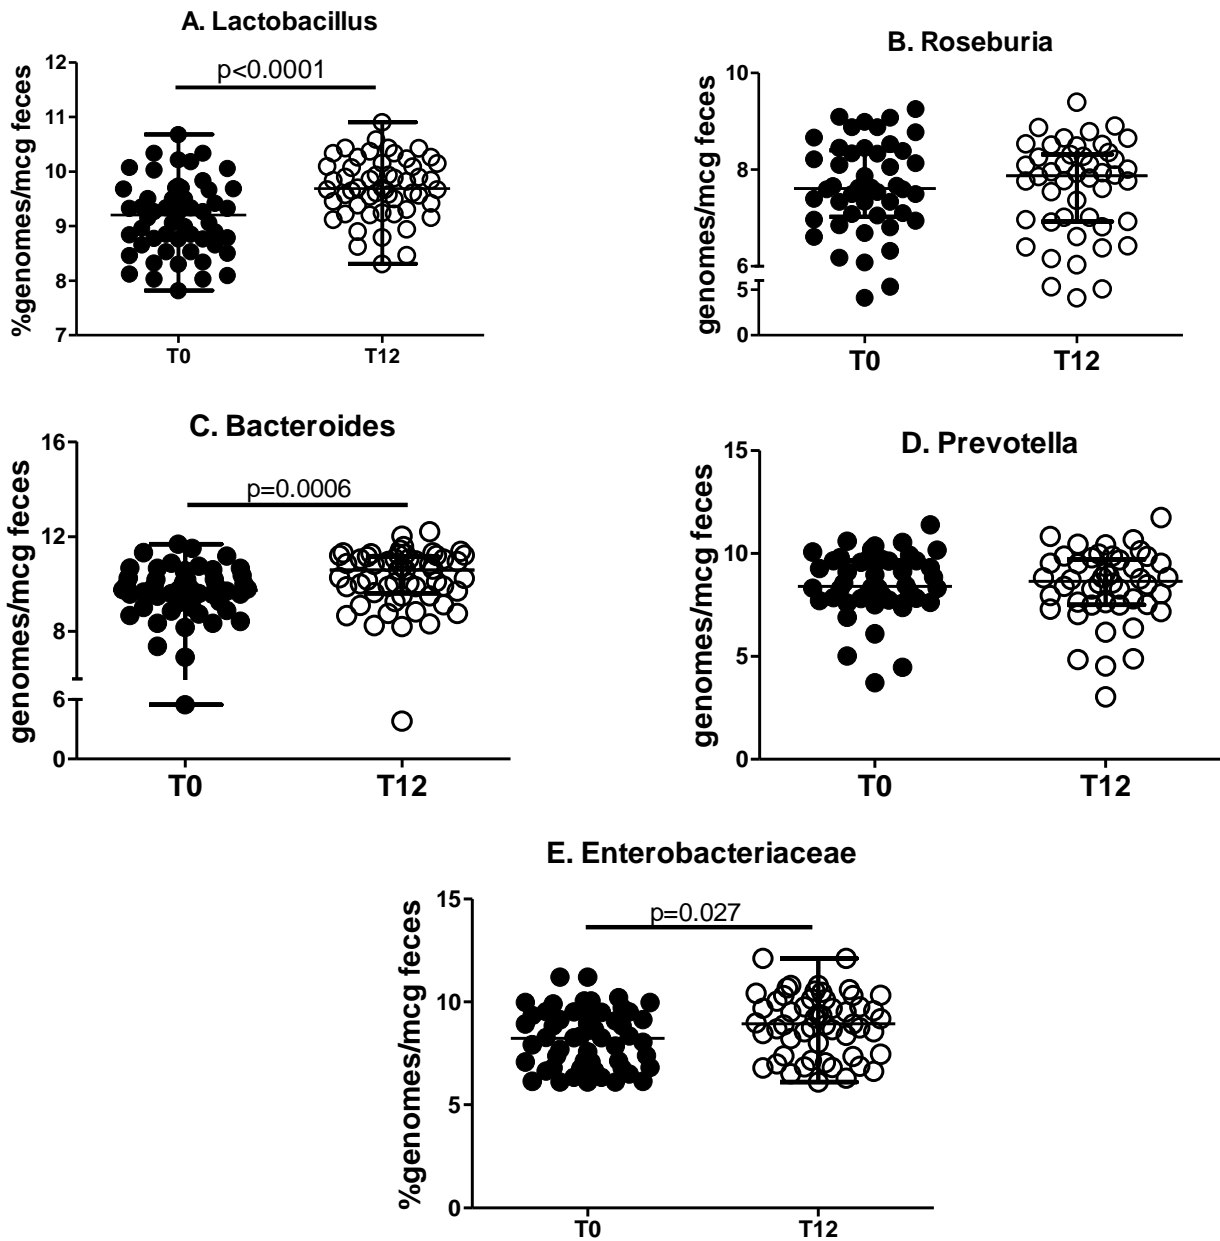 A. Lactobacillus
p<0.0001
%genomes/mcg feces
12
11
10
9
8
7
T0
T12
B. Roseburia
genomes/mcg feces
10
8
6
5
0
T0
T12
C. Bacteroides
p=0.0006
genomes/mcg feces
16
12
8
6
0
T0
T12
D. Prevotella
genomes/mcg feces
15
10
5
0
T0
T12
E. Enterobacteriaceae
p=0.027
%genomes/mcg feces
15
10
5
0
T0
T12